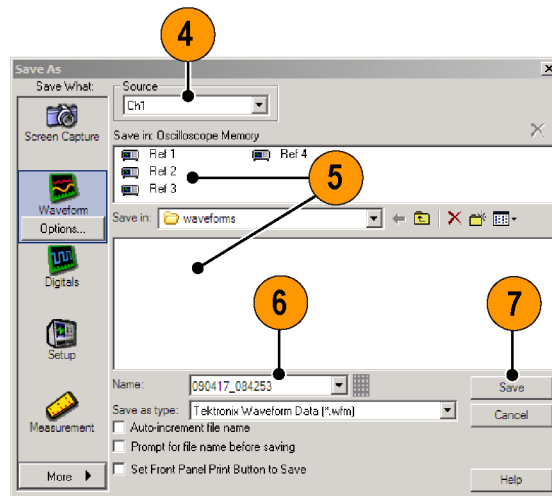 4
Save As
Save What:
Source
Ch1
Screen Capture
Save in: Oscilloscope Memory
Ref 1
Ref 4
Ref 2
Ref 3
5
Waveform
Options...
Save in:
waveforms
Digitals
6
7
Setup
Name:
090417_084253
Save
Save as type:
Tektronix Waveform Data (*.wfm)
Cancel
Measurement
Auto-increment file name
Prompt for file name before saving
Set Front Panel Print Button to Save
More
Help